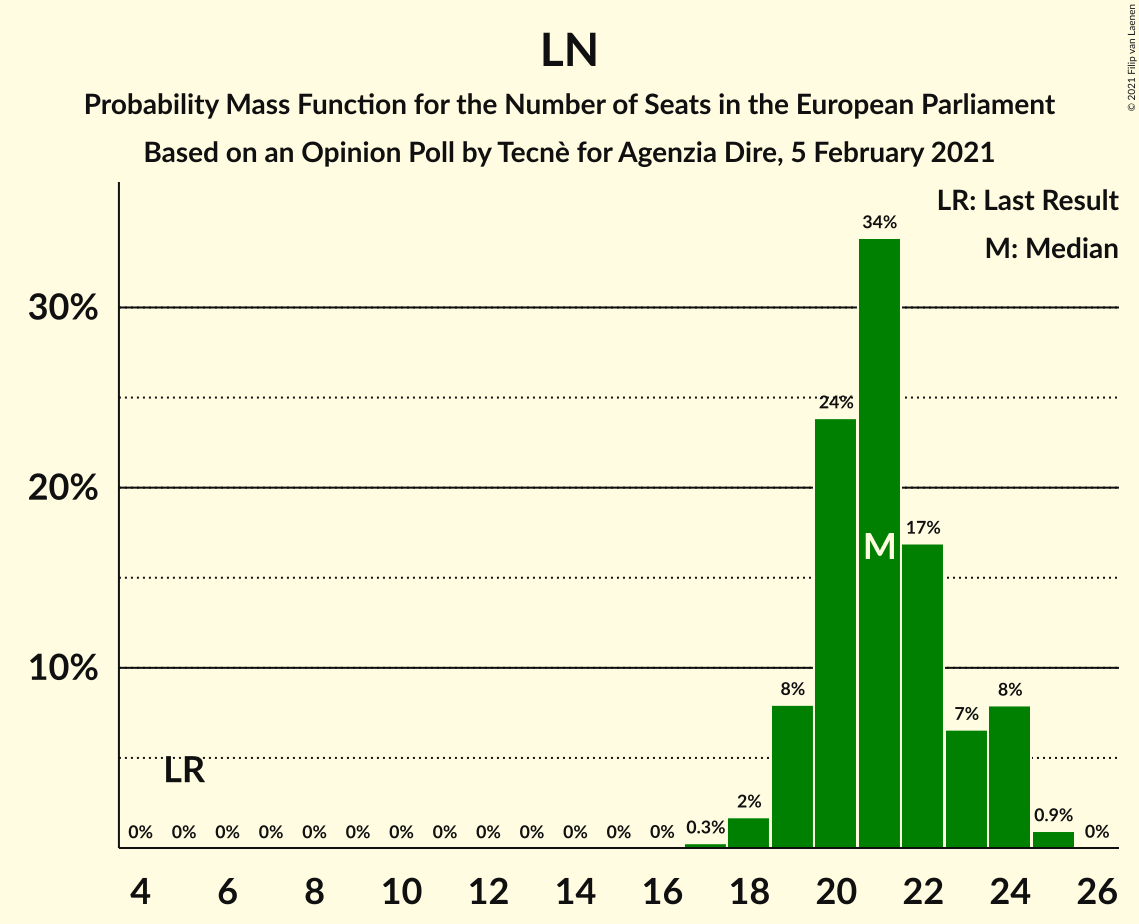 LN
Probability Mass Function for the Number of Seats in the European Parliament
Based on an Opinion Poll by Tecnè for Agenzia Dire, 5 February 2021
© 2021 Filip van Laenen
LR: Last Result
M: Median
34%
30%
24%
20%
17%
M
10%
8%
8%
7%
LR
2%
0.9%
0% 0% 0% 0% 0% 0% 0% 0% 0% 0% 0% 0% 0% 0.3% 0%
4 6 8 10 12 14 16 18 20 22 24 26